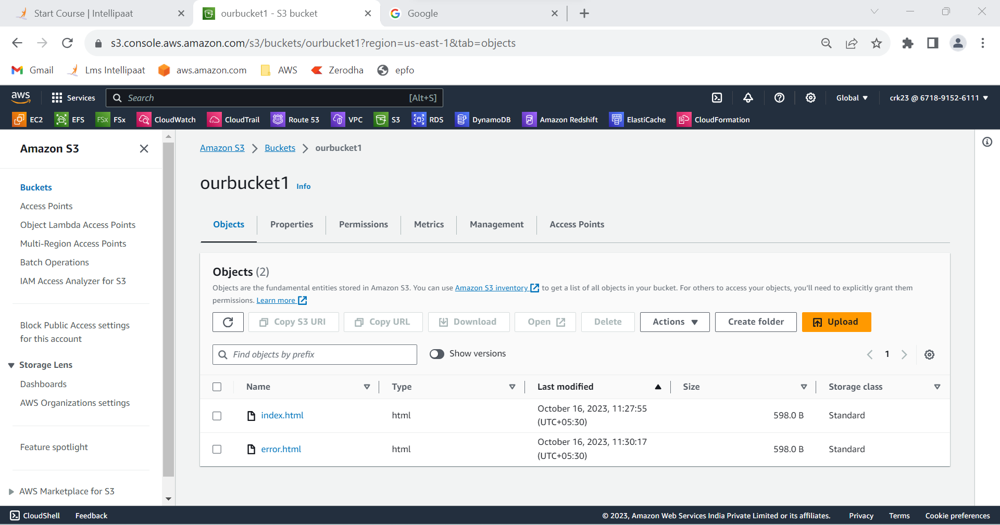 Start Course | Intellipaat
ourbucket1 - S3 bucket
Google
s3.console.aws.amazon.com/s3/buckets/ourbucket1?region=us-east-1&tab=objects
Gmail
Lms Intellipaat
aws.amazon.com
AWS
Zerodha
epfo
aws
Services
Search
[Alt+S]
Global
crk23 @ 6718-9152-6111
EC2
EFS
FSx
FSx
CloudWatch
CloudTrail
Route 53
VPC
S3
RDS
DynamoDB
Amazon Redshift
ElastiCache
CloudFormation
Amazon S3
Buckets
Access Points
Object Lambda Access Points
Multi-Region Access Points
Batch Operations
IAM Access Analyzer for S3
Block Public Access settings
for this account
Storage Lens
Dashboards
AWS Organizations settings
Feature spotlight
AWS Marketplace for S3
Amazon S3
Buckets
ourbucket1
ourbucket1 Info
Objects
Properties
Permissions
Metrics
Management
Access Points
Objects (2)
Objects are the fundamental entities stored in Amazon S3. You can use Amazon S3 inventory to get a list of all objects in your bucket. For others to access your objects, you'll need to explicitly grant them
permissions. Learn more
Copy S3 URI
Copy URL
Download
Open
Delete
Actions
Create folder
Upload
Find objects by prefix
Show versions
1
Name
Type
Last modified
Size
Storage class
index.html
html
October 16, 2023, 11:27:55
(UTC+05:30)
598.0 B
Standard
error.html
html
October 16, 2023, 11:30:17
(UTC+05:30)
598.0 B
Standard
CloudShell
Feedback
© 2023, Amazon Web Services India Private Limited or its affiliates.
Privacy
Terms
Cookie preferences